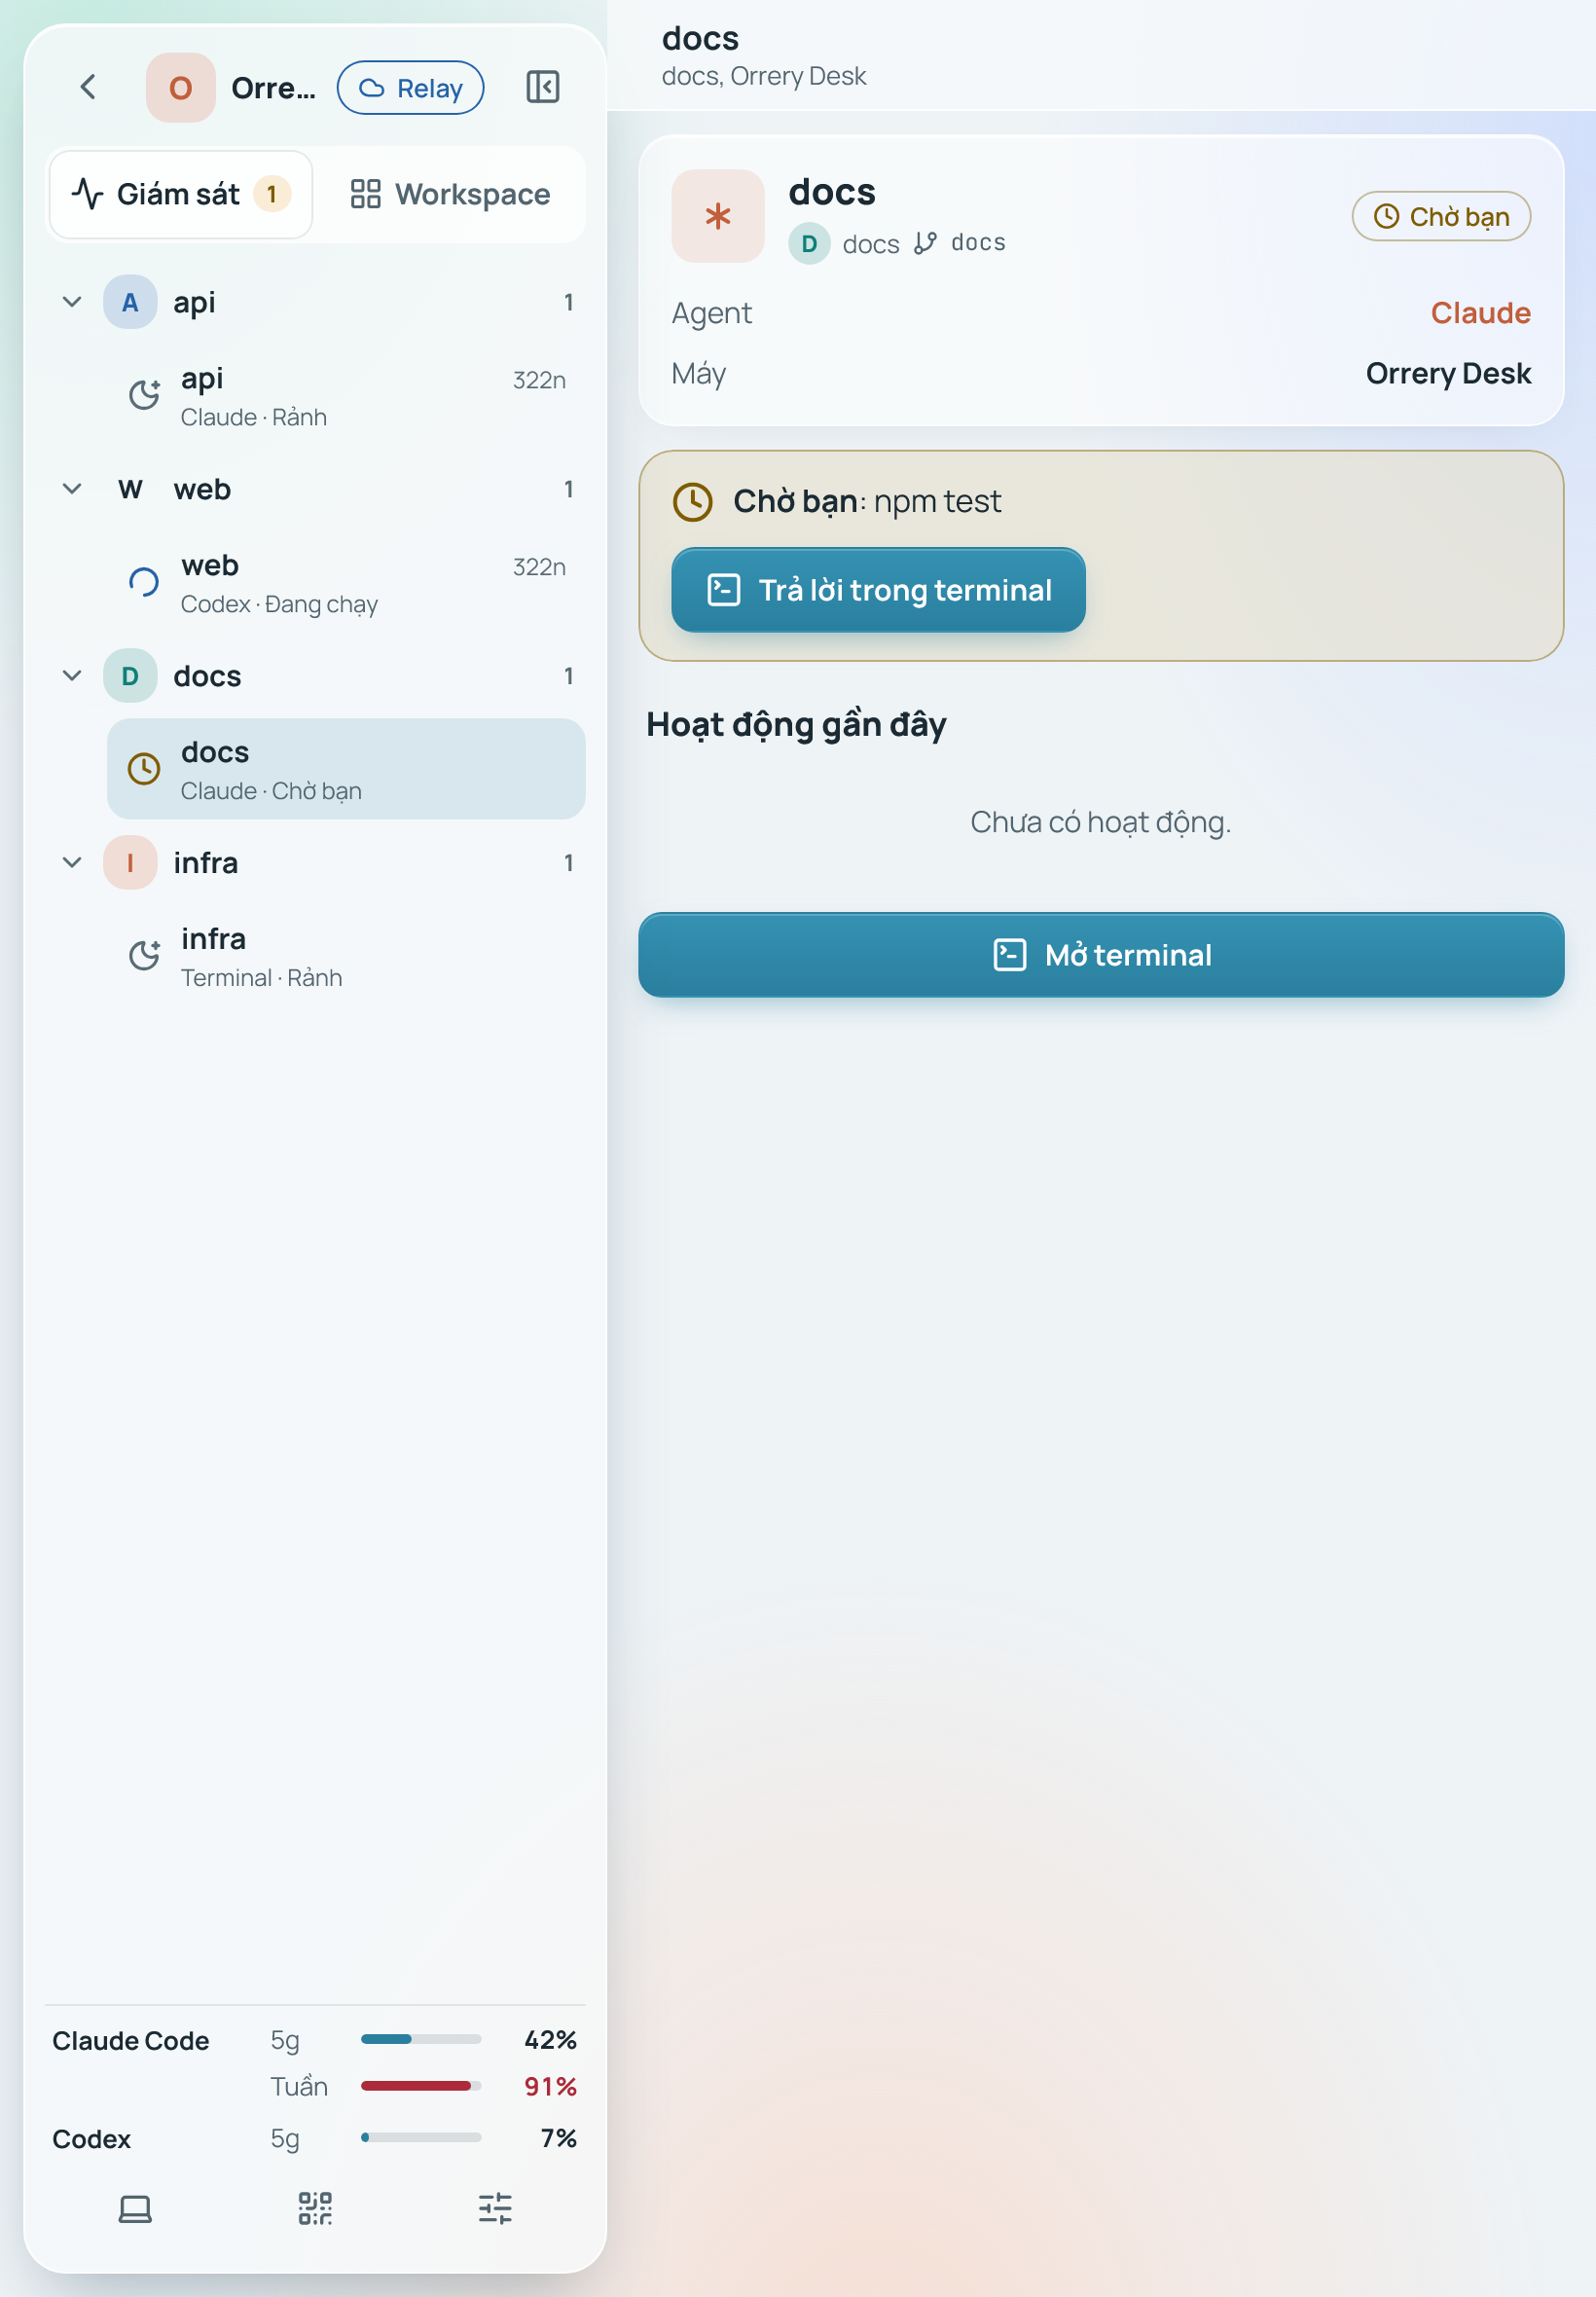 O Orre... Relay
Giám sát 1 Workspace
A api 1
api 322n
Claude · Rảnh
W web 1
web 322n
Codex · Đang chạy
D docs 1
docs
Claude · Chờ bạn
I infra 1
infra
Terminal · Rảnh
Claude Code 5g 42%
Tuần 91%
Codex 5g 7%
docs
docs, Orrery Desk
docs
D docs docs
Chờ bạn
Agent Claude
Máy Orrery Desk
Chờ bạn: npm test
Trả lời trong terminal
Hoạt động gần đây
Chưa có hoạt động.
Mở terminal